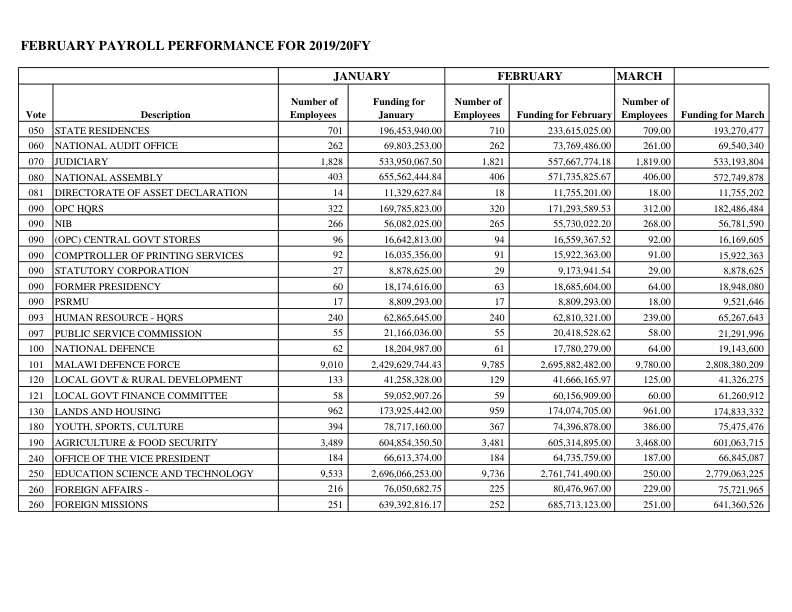 FEBRUARY PAYROLL PERFORMANCE FOR 2019/20FY
JANUARY FEBRUARY MARCH
Vote Description Number of Employees Funding for January Number of Employees Funding for February Number of Employees Funding for March
050 STATE RESIDENCES 701 196,453,940.00 710 233,615,025.00 709.00 193,270,477
060 NATIONAL AUDIT OFFICE 262 69,803,253.00 262 73,769,486.00 261.00 69,540,340
070 JUDICIARY 1,828 533,950,067.50 1,821 557,667,774.18 1,819.00 533,193,804
080 NATIONAL ASSEMBLY 403 655,562,444.84 406 571,735,825.67 406.00 572,749,878
081 DIRECTORATE OF ASSET DECLARATION 14 11,329,627.84 18 11,755,201.00 18.00 11,755,202
090 OPC HQRS 322 169,785,823.00 320 171,293,589.53 312.00 182,486,484
090 NIB 266 56,082,025.00 265 55,730,022.20 268.00 56,781,590
090 (OPC) CENTRAL GOVT STORES 96 16,642,813.00 94 16,559,367.52 92.00 16,169,605
090 COMPTROLLER OF PRINTING SERVICES 92 16,035,356.00 91 15,922,363.00 91.00 15,922,363
090 STATUTORY CORPORATION 27 8,878,625.00 29 9,173,941.54 29.00 8,878,625
090 FORMER PRESIDENCY 60 18,174,616.00 63 18,685,604.00 64.00 18,948,080
090 PSRMU 17 8,809,293.00 17 8,809,293.00 18.00 9,521,646
093 HUMAN RESOURCE - HQRS 240 62,865,645.00 240 62,810,321.00 239.00 65,267,643
097 PUBLIC SERVICE COMMISSION 55 21,166,036.00 55 20,418,528.62 58.00 21,291,996
100 NATIONAL DEFENCE 62 18,204,987.00 61 17,780,279.00 64.00 19,143,600
101 MALAWI DEFENCE FORCE 9,010 2,429,629,744.43 9,785 2,695,882,482.00 9,780.00 2,808,380,209
120 LOCAL GOVT & RURAL DEVELOPMENT 133 41,258,328.00 129 41,666,165.97 125.00 41,326,275
121 LOCAL GOVT FINANCE COMMITTEE 58 59,052,907.26 59 60,156,909.00 60.00 61,260,912
130 LANDS AND HOUSING 962 173,925,442.00 959 174,074,705.00 961.00 174,833,332
180 YOUTH, SPORTS, CULTURE 394 78,717,160.00 367 74,396,878.00 386.00 75,475,476
190 AGRICULTURE & FOOD SECURITY 3,489 604,854,350.50 3,481 605,314,895.00 3,468.00 601,063,715
240 OFFICE OF THE VICE PRESIDENT 184 66,613,374.00 184 64,735,759.00 187.00 66,845,087
250 EDUCATION SCIENCE AND TECHNOLOGY 9,533 2,696,066,253.00 9,736 2,761,741,490.00 250.00 2,779,063,225
260 FOREIGN AFFAIRS - 216 76,050,682.75 225 80,476,967.00 229.00 75,721,965
260 FOREIGN MISSIONS 251 639,392,816.17 252 685,713,123.00 251.00 641,360,526